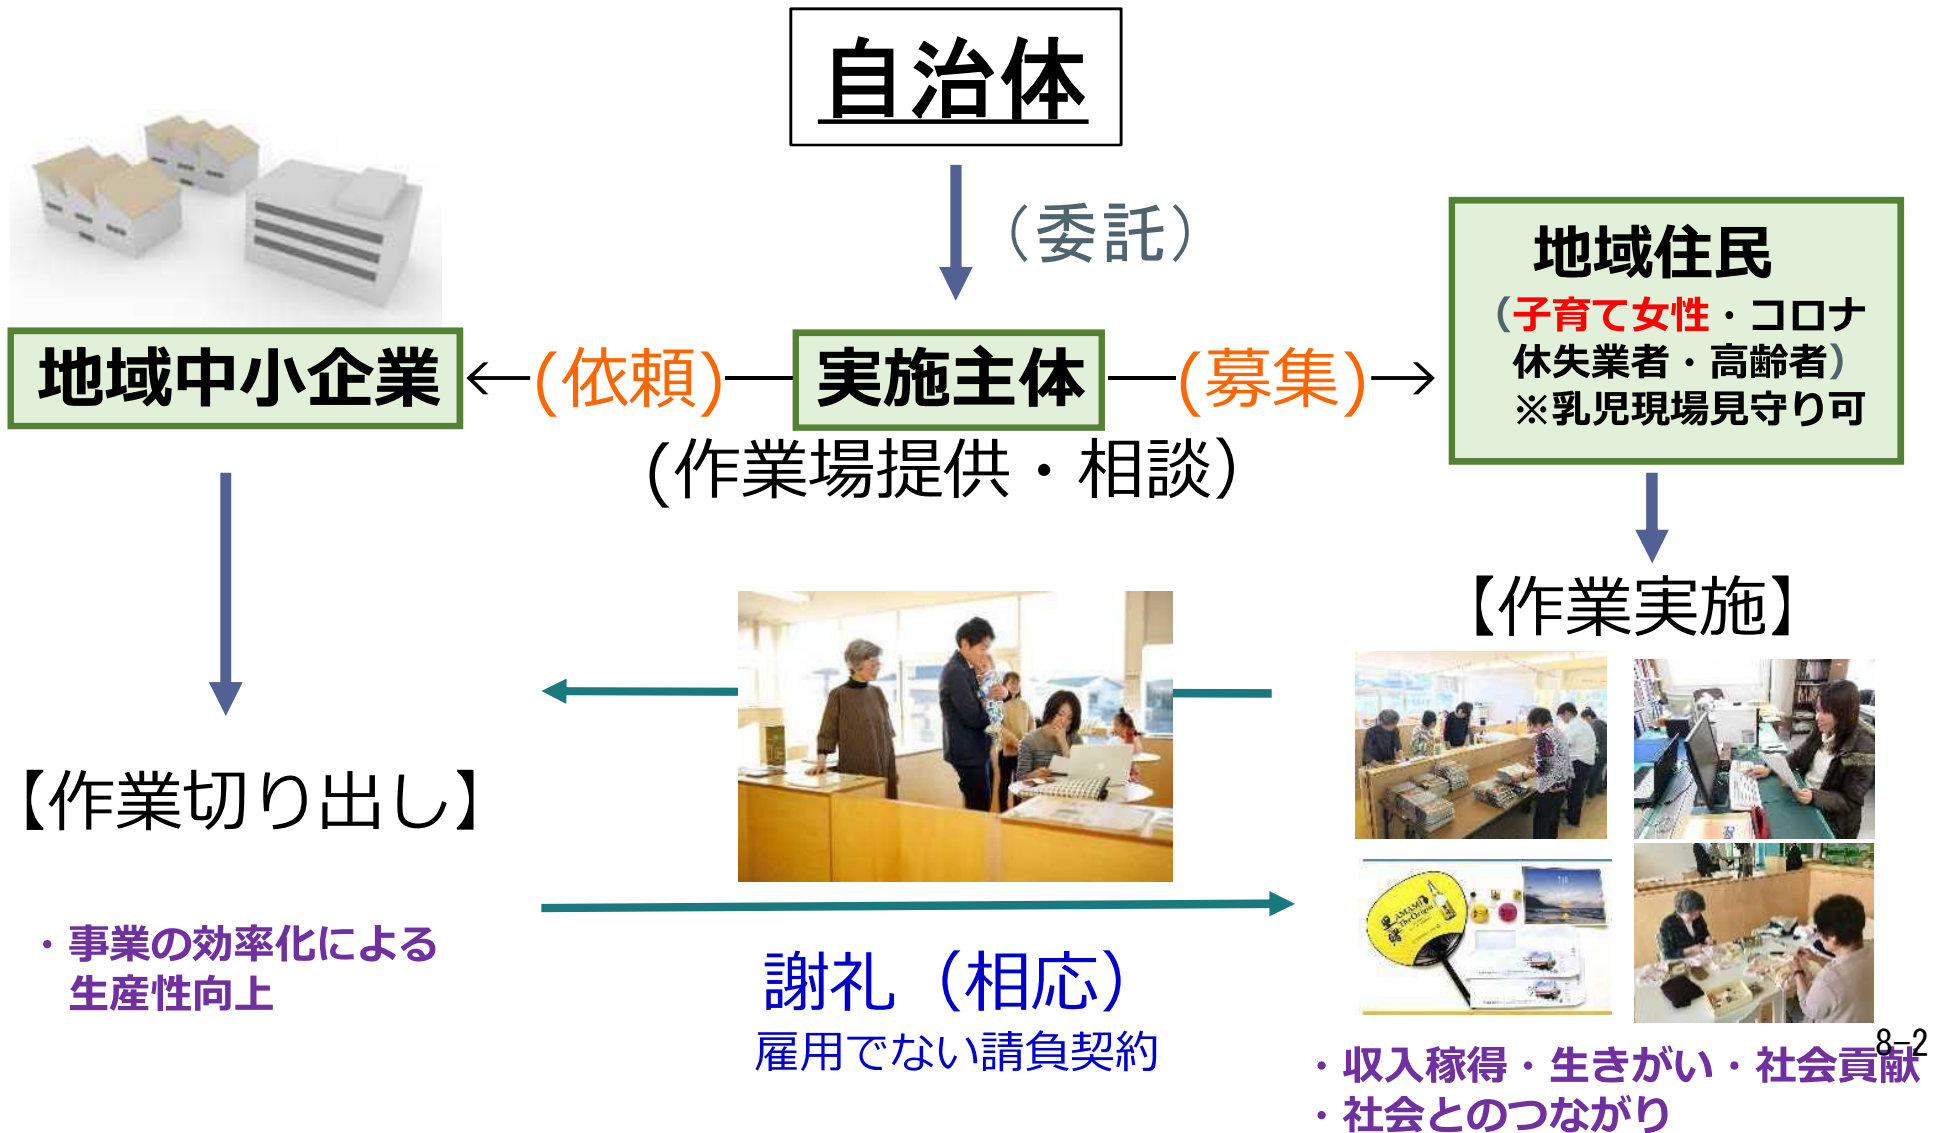 自治体
（委託）
地域住民
（子育て女性・コロナ
休失業者・高齢者）
※乳児現場見守り可
地域中小企業
(依頼)
実施主体
(募集)
(作業場提供・相談）
【作業実施】
【作業切り出し】
AMAMI
The Origin
・事業の効率化による
生産性向上
謝礼（相応）
雇用でない請負契約
8-2
・収入稼得・生きがい・社会貢献
・社会とのつながり